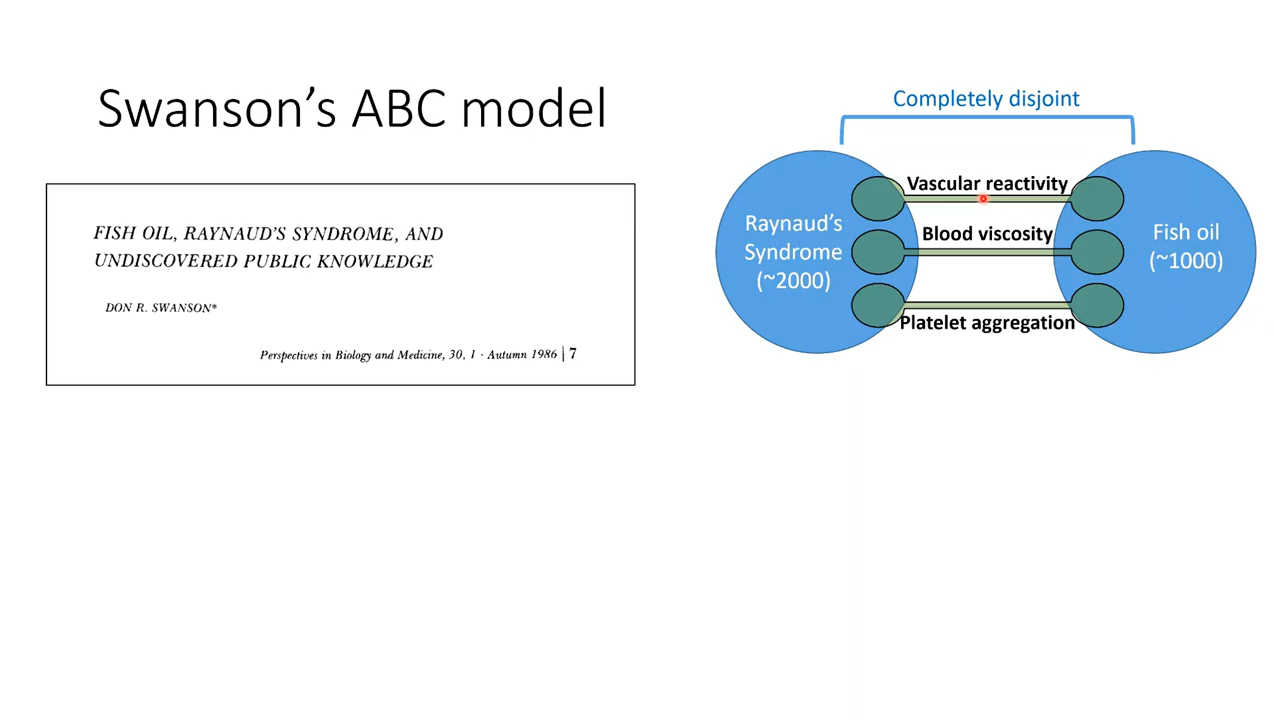 Swanson’s ABC model
FISH OIL, RAYNAUD’S SYNDROME, AND
UNDISCOVERED PUBLIC KNOWLEDGE
DON R. SWANSON*
Perspectives in Biology and Medicine, 30, 1 · Autumn 1986 | 7
Completely disjoint
Raynaud’s
Syndrome
(~2000)
Vascular reactivity
Blood viscosity
Platelet aggregation
Fish oil
(~1000)